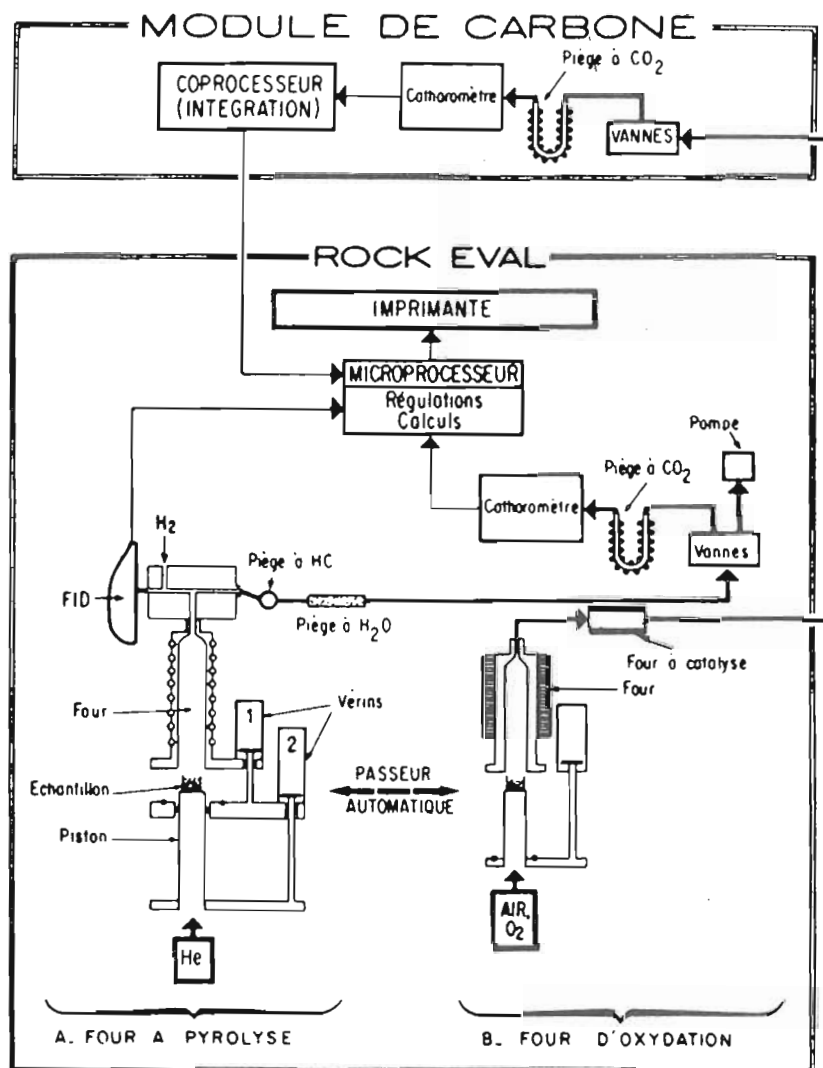 MODULE DE CARBONE
Piège à CO2
COPROCESSEUR
(INTEGRATION)
Catharomètre
VANNES
ROCK EVAL
IMPRIMANTE
MICROPROCESSEUR
Régulations
Calculs
Pompe
Piège à CO2
Catharomètre
Vannes
H2
Piège à HC
FID
Piège à H2O
Four à catalyse
Four
Four
Vérins
1
2
Echantillon
PASSEUR
AUTOMATIQUE
Piston
AIR,
O2
He
A. FOUR A PYROLYSE
B. FOUR D'OXYDATION